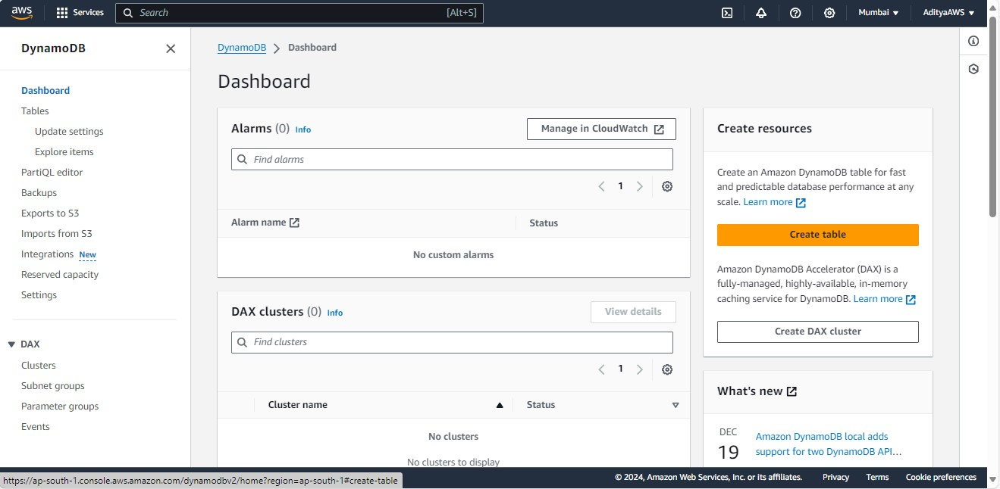 aws
Services
Search
[Alt+S]
Mumbai
AdityaAWS
DynamoDB
Dashboard
Tables
Update settings
Explore items
PartiQL editor
Backups
Exports to S3
Imports from S3
Integrations New
Reserved capacity
Settings
DAX
Clusters
Subnet groups
Parameter groups
Events
DynamoDB
Dashboard
Dashboard
Alarms (0) Info
Manage in CloudWatch
Find alarms
1
Alarm name
Status
No custom alarms
DAX clusters (0) Info
View details
Find clusters
1
Cluster name
Status
No clusters
No clusters to display
Create resources
Create an Amazon DynamoDB table for fast
and predictable database performance at any
scale. Learn more
Create table
Amazon DynamoDB Accelerator (DAX) is a
fully-managed, highly-available, in-memory
caching service for DynamoDB. Learn more
Create DAX cluster
What's new
DEC
19
Amazon DynamoDB local adds
support for two DynamoDB API...
https://ap-south-1.console.aws.amazon.com/dynamodbv2/home?region=ap-south-1#create-table
© 2024, Amazon Web Services, Inc. or its affiliates.
Privacy
Terms
Cookie preferences